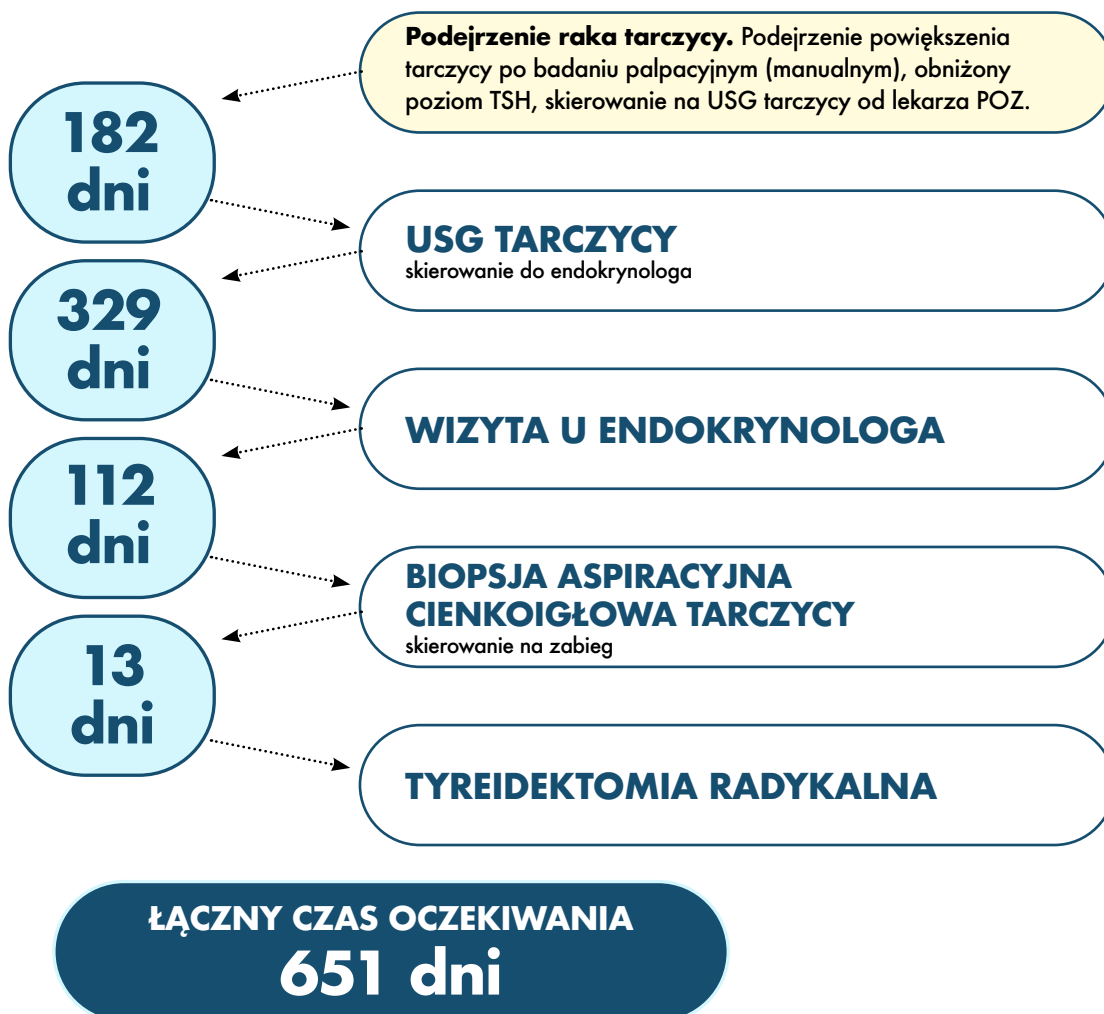 Podejrzenie raka tarczycy. Podejrzenie powiększenia
tarczycy po badaniu palpacyjnym (manualnym), obniżony
poziom TSH, skierowanie na USG tarczycy od lekarza POZ.
182
dni
USG TARCZYCY
skierowanie do endokrynologa
329
dni
WIZYTA U ENDOKRYNOLOGA
112
dni
BIOPSJA ASPIRACYJNA
CIENKOIGŁOWA TARCZYCY
skierowanie na zabieg
13
dni
TYREIDEKTOMIA RADYKALNA
ŁĄCZNY CZAS OCZEKIWANIA
651 dni